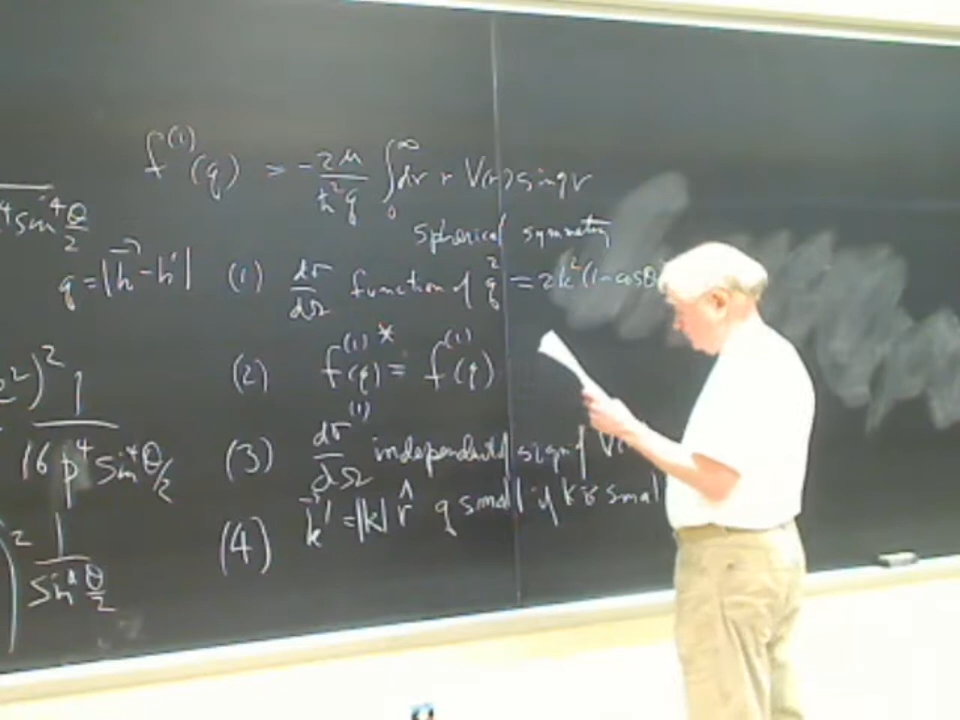 f^(1)(q) = -2μ/ħ²q ∫₀^∞ dr r V(r) sin qr
⁴ sin⁴ θ/2
spherical symmetry
q = |k⃗ - k'| (1) dσ/dΩ function of q² = 2k²(1-cosθ
²)² 1/16 p⁴ sin⁴ θ/2
(2) f^(1)*(q) = f^(1)(q)
(3) dσ^(1)/dΩ independent of sign of V(
)² 1/sin⁴ θ/2
(4) k⃗' = |k| r̂ q small if k is small